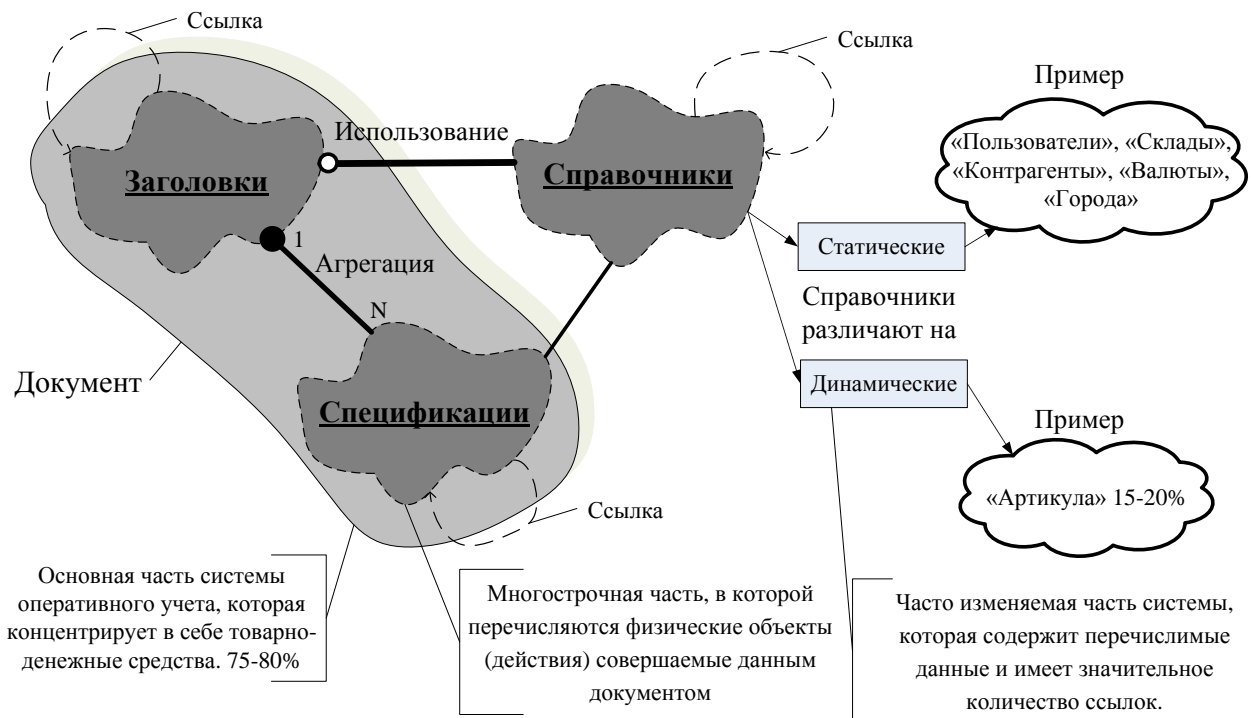 Ссылка
Ссылка
Пример
Использование
«Пользователи», «Склады»,
«Контрагенты», «Валюты»,
«Города»
Заголовки
Справочники
1
Статические
Агрегация
Справочники
различают на
N
Документ
Динамические
Спецификации
Пример
«Артикула» 15-20%
Ссылка
Основная часть системы
оперативного учета, которая
концентрирует в себе товарно-
денежные средства. 75-80%
Многострочная часть, в которой
перечисляются физические объекты
(действия) совершаемые данным
документом
Часто изменяемая часть системы,
которая содержит перечислимые
данные и имеет значительное
количество ссылок.